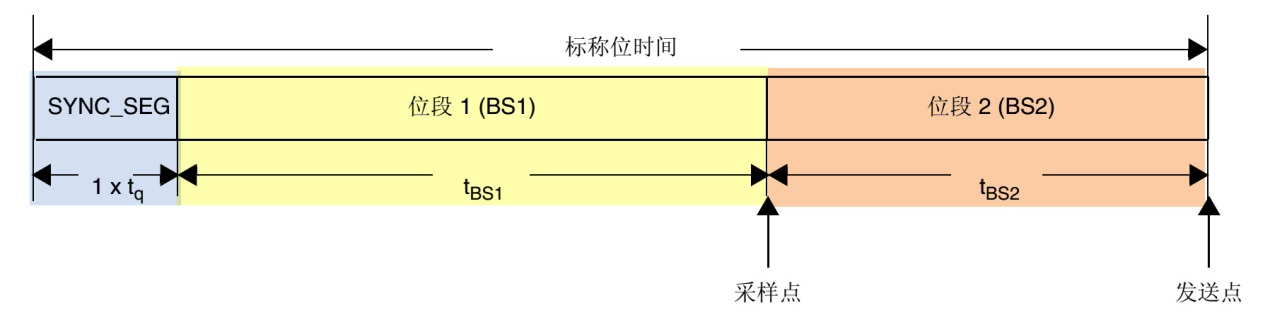 标称位时间
SYNC_SEG 位段 1 (BS1) 位段 2 (BS2)
1 x tq tBS1 tBS2
采样点 发送点